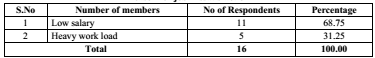 S.No Number of members No of Respondents Percentage
1 Low salary 11 68.75
2 Heavy work load 5 31.25
Total 16 100.00